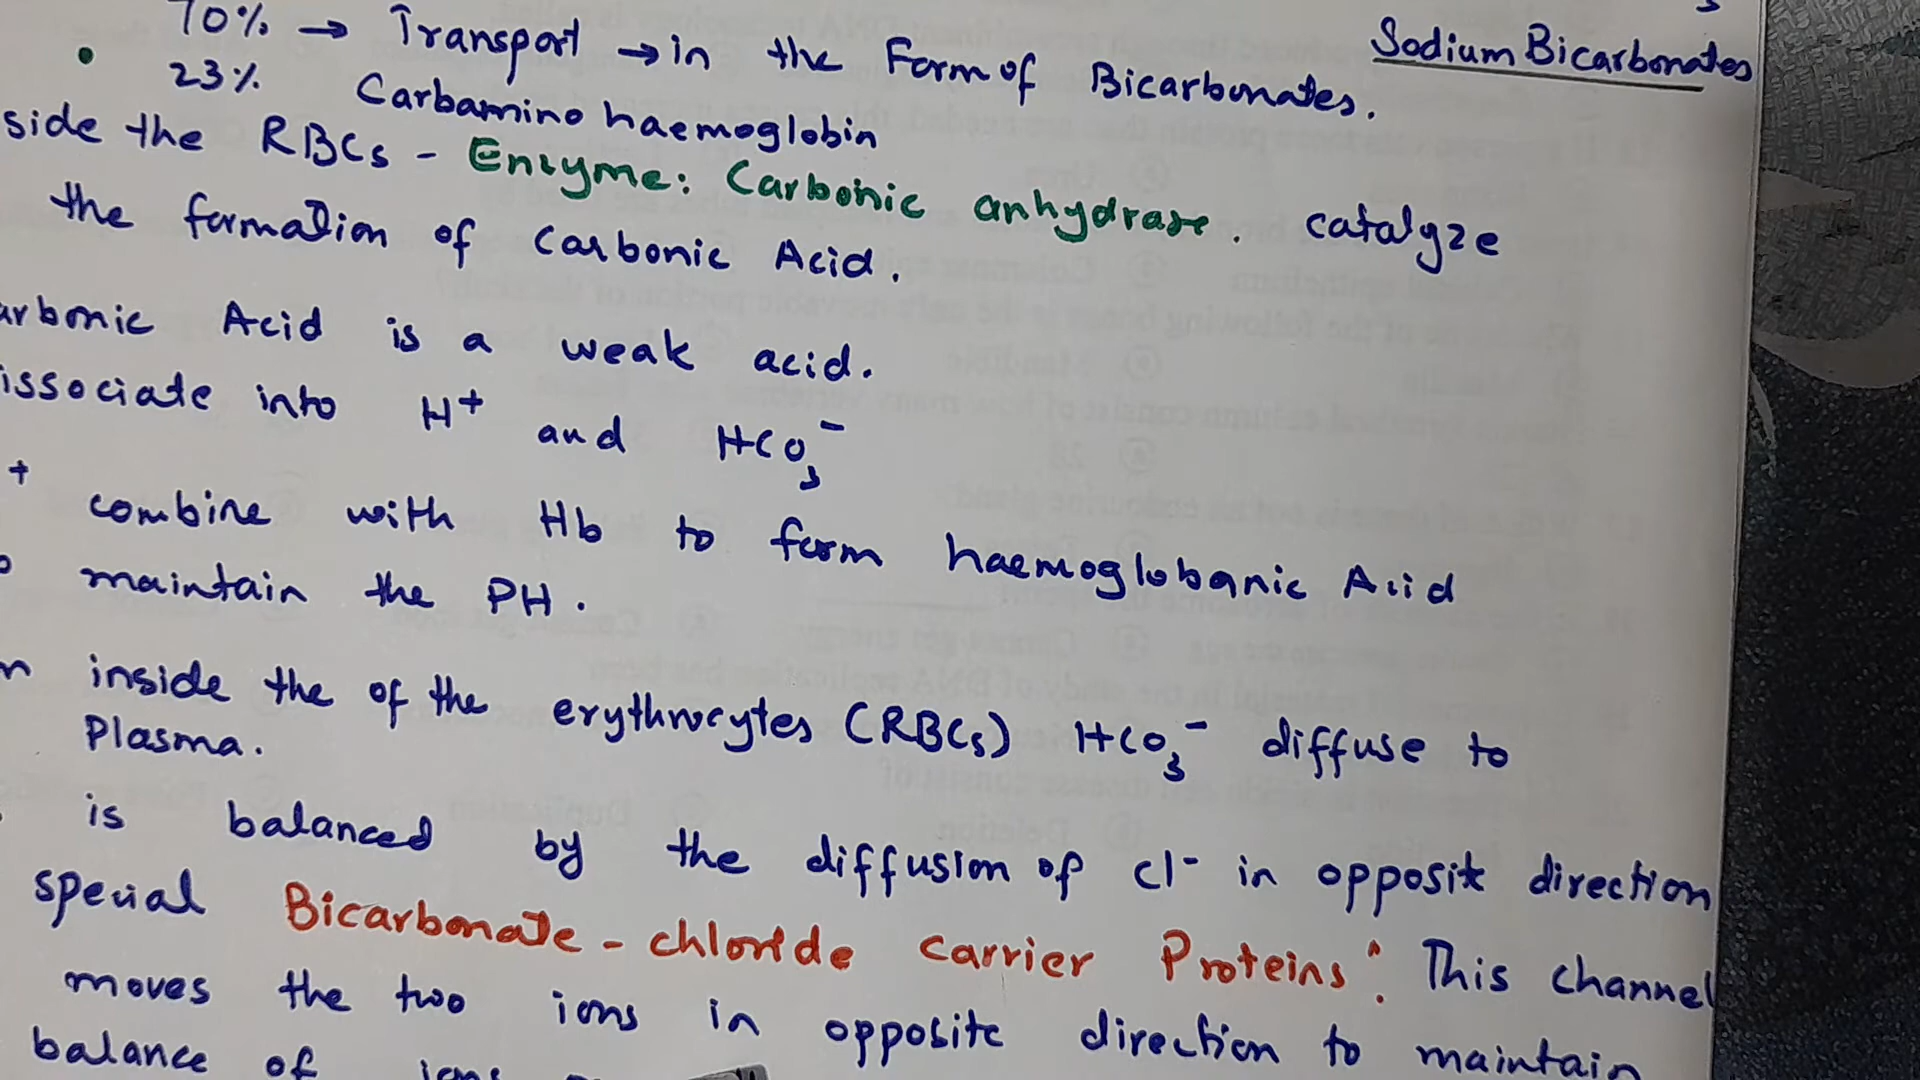 70% → Transport → in the Form of Bicarbonates.
Sodium Bicarbonates
• 23% Carbamino haemoglobin
side the RBCs - Enzyme: Carbonic anhydrase. catalyze
the formation of Carbonic Acid.
arbonic Acid is a weak acid.
issociate into H+ and HCO3-
+ combine with Hb to form haemoglobanic Acid
maintain the PH.
n inside the of the erythrocytes (RBCs) HCO3- diffuse to
Plasma.
is balanced by the diffusion of Cl- in opposit direction
special Bicarbonate - chloride carrier Proteins: This channel
moves the two ions in opposite direction to maintain
balance of ions